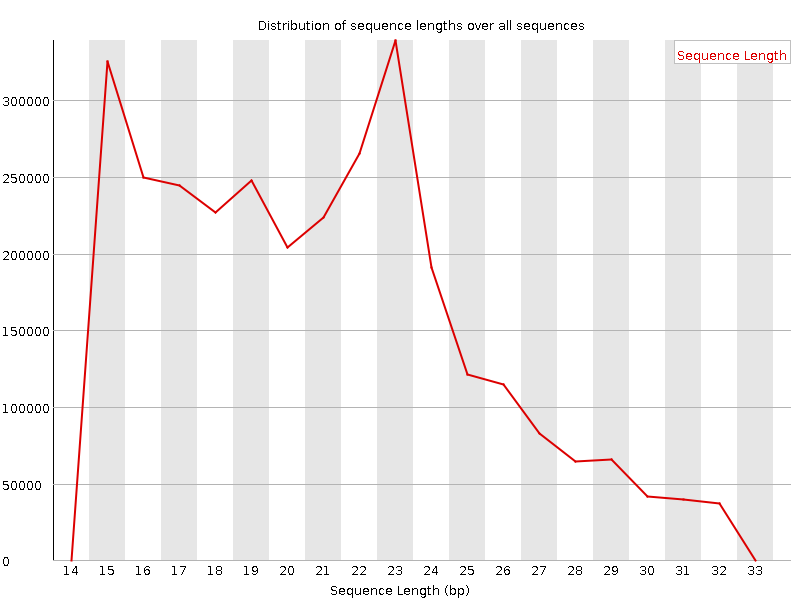 Distribution of sequence lengths over all sequences
Sequence Length
300000
250000
200000
150000
100000
50000
0
14 15 16 17 18 19 20 21 22 23 24 25 26 27 28 29 30 31 32 33
Sequence Length (bp)